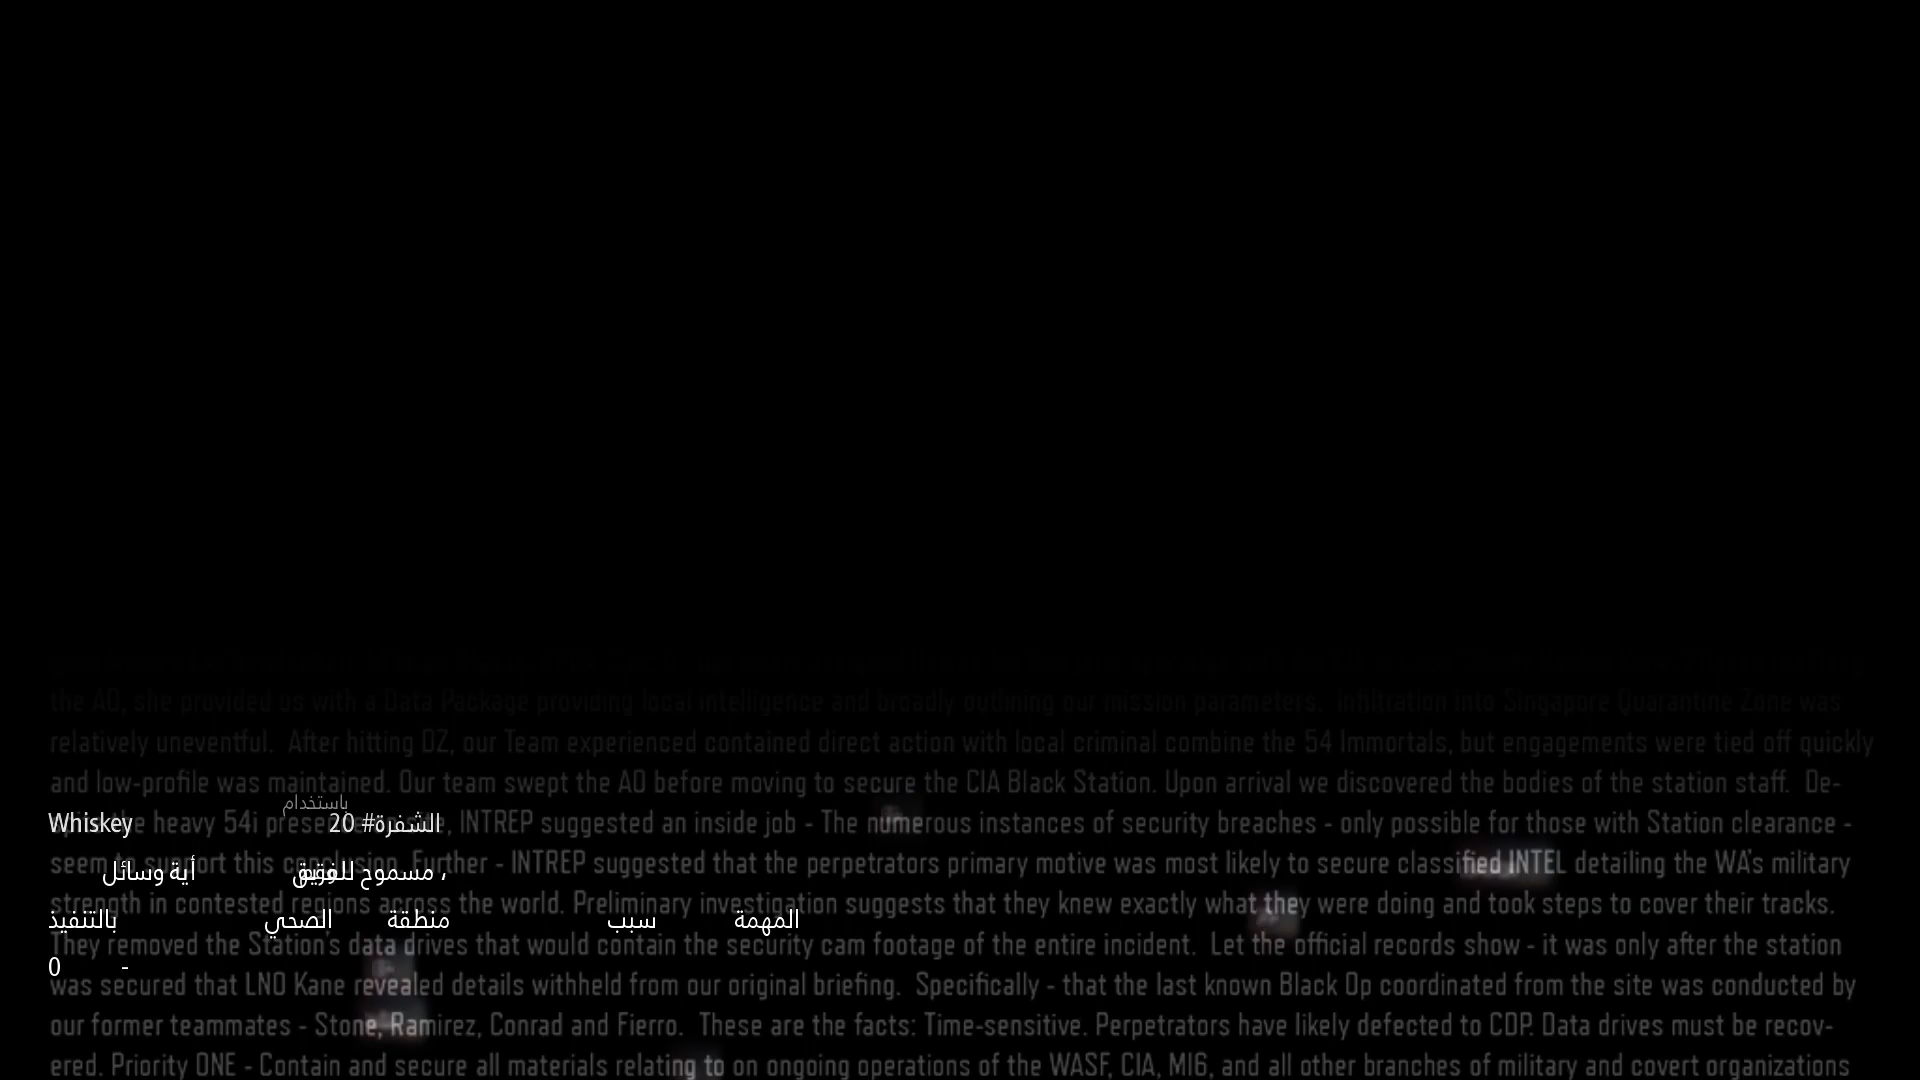 the AO, she provided us with a Data Package providing local intelligence and broadly outlining our mission parameters. Infiltration into Singapore Quarantine Zone was
relatively uneventful. After hitting DZ, our Team experienced contained direct action with local criminal combine the 54 Immortals, but engagements were tied off quickly
and low-profile was maintained. Our team swept the AO before moving to secure the CIA Black Station. Upon arrival we discovered the bodies of the station staff. De-
باستخدام
الشفرة# 20 Whiskey
heavy 54i INTREP suggested an inside job - The numerous instances of security breaches - only possible for those with Station clearance -
seem to support this conclusion. Further - INTREP suggested that the perpetrators primary motive was most likely to secure classified INTEL detailing the WA's military
، مسموح أية وسائل
strength in contested regions across the world. Preliminary investigation suggests that they knew exactly what they were doing and took steps to cover their tracks.
المهمة سبب منطقة الصحي بالتنفيذ
They removed the Station's data drives that would contain the security cam footage of the entire incident. Let the official records show - it was only after the station
- 0
was secured that LNO Kane revealed details withheld from our original briefing. Specifically - that the last known Black Op coordinated from the site was conducted by
our former teammates - Stone, Ramirez, Conrad and Fierro. These are the facts: Time-sensitive. Perpetrators have likely defected to CDP. Data drives must be recov-
ered. Priority ONE - Contain and secure all materials relating to on ongoing operations of the WASF, CIA, MI6, and all other branches of military and covert organizations